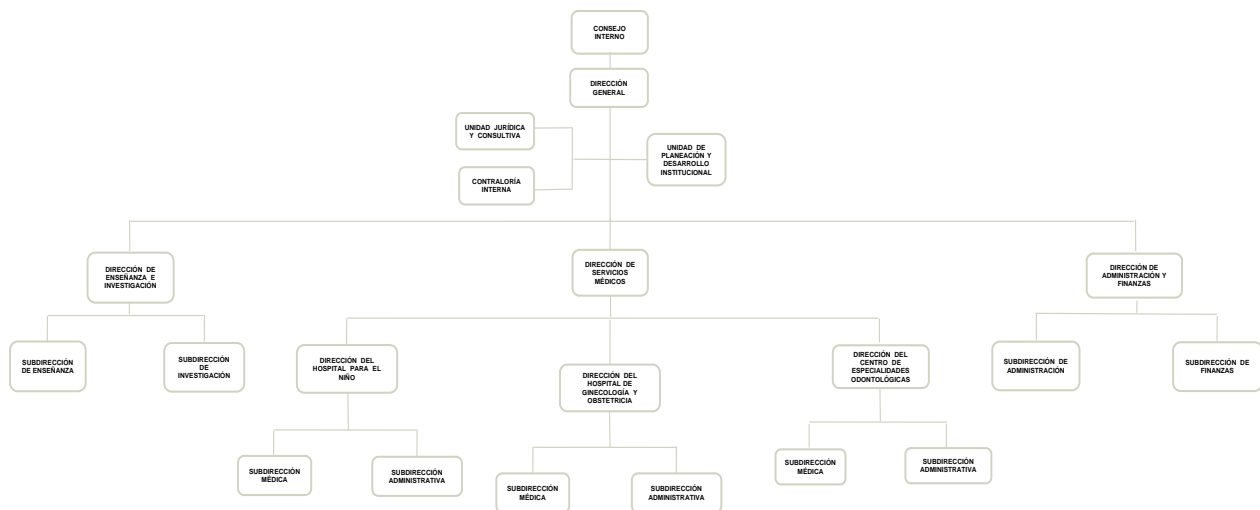 CONSEJO
INTERNO
DIRECCIÓN
GENERAL
UNIDAD JURÍDICA
Y CONSULTIVA
UNIDAD DE
PLANEACIÓN Y
DESARROLLO
INSTITUCIONAL
CONTRALORÍA
INTERNA
DIRECCIÓN DE
ENSEÑANZA E
INVESTIGACIÓN
DIRECCIÓN DE
SERVICIOS
MÉDICOS
DIRECCIÓN DE
ADMINISTRACIÓN Y
FINANZAS
SUBDIRECCIÓN
DE ENSEÑANZA
SUBDIRECCIÓN
DE
INVESTIGACIÓN
DIRECCIÓN DEL
HOSPITAL PARA EL
NIÑO
DIRECCIÓN DEL
HOSPITAL DE
GINECOLOGÍA Y
OBSTETRICIA
DIRECCIÓN DEL
CENTRO DE
ESPECIALIDADES
ODONTOLÓGICAS
SUBDIRECCIÓN DE
ADMINISTRACIÓN
SUBDIRECCIÓN DE
FINANZAS
SUBDIRECCIÓN
MÉDICA
SUBDIRECCIÓN
ADMINISTRATIVA
SUBDIRECCIÓN
MÉDICA
SUBDIRECCIÓN
ADMINISTRATIVA
SUBDIRECCIÓN
MÉDICA
SUBDIRECCIÓN
ADMINISTRATIVA